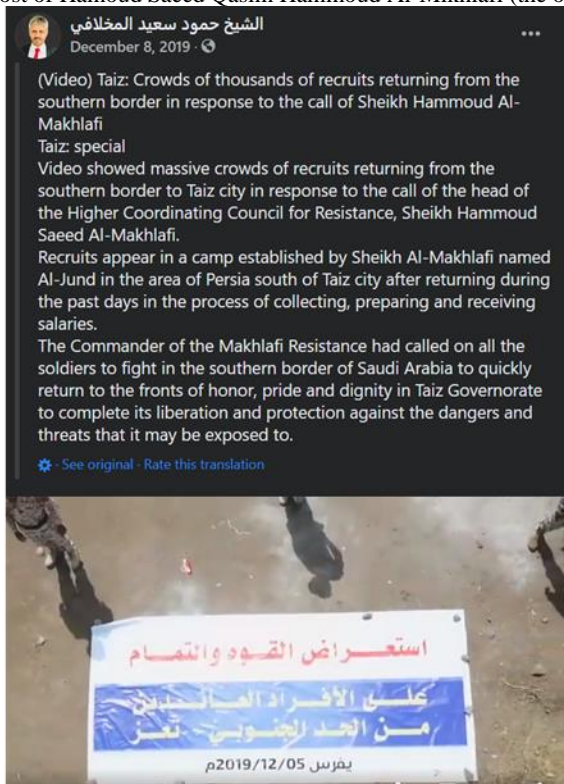 ost of Hamoud Saeed Qasim Hammoud Al-Mikhlafi (the o
الشيخ حمود سعيد المخلافي
December 8, 2019 ·
(Video) Taiz: Crowds of thousands of recruits returning from the
southern border in response to the call of Sheikh Hammoud Al-
Makhlafi
Taiz: special
Video showed massive crowds of recruits returning from the
southern border to Taiz city in response to the call of the head of
the Higher Coordinating Council for Resistance, Sheikh Hammoud
Saeed Al-Makhlafi.
Recruits appear in a camp established by Sheikh Al-Makhlafi named
Al-Jund in the area of Persia south of Taiz city after returning during
the past days in the process of collecting, preparing and receiving
salaries.
The Commander of the Makhlafi Resistance had called on all the
soldiers to fight in the southern border of Saudi Arabia to quickly
return to the fronts of honor, pride and dignity in Taiz Governorate
to complete its liberation and protection against the dangers and
threats that it may be exposed to.
· See original · Rate this translation
استعراض القوه والتمام
على الأفراد العائدين
من الحد الجنوبي - تعز
يفرس 2019/12/05م